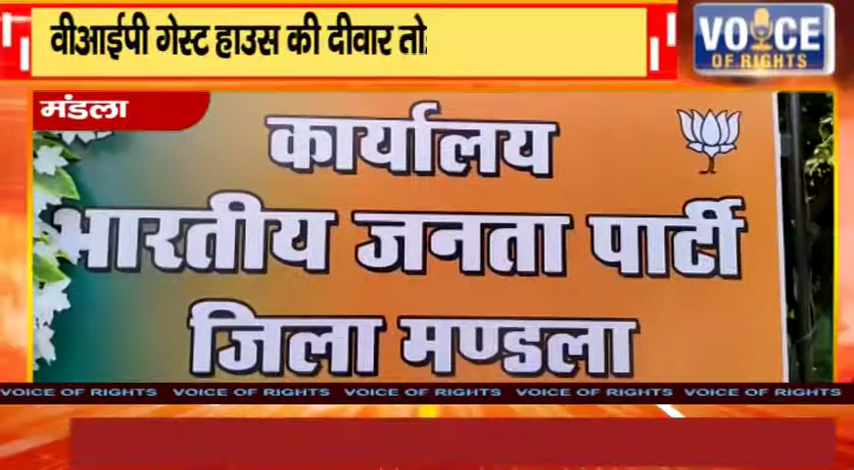 वीआईपी गेस्ट हाउस की दीवार
VOICE
OF RIGHTS
मंडला
कार्यालय
भारतीय जनता पार्टी
जिला मण्डला
VOICE OF RIGHTS VOICE OF RIGHTS VOICE OF RIGHTS VOICE OF RIGHTS VOICE OF RIGHTS